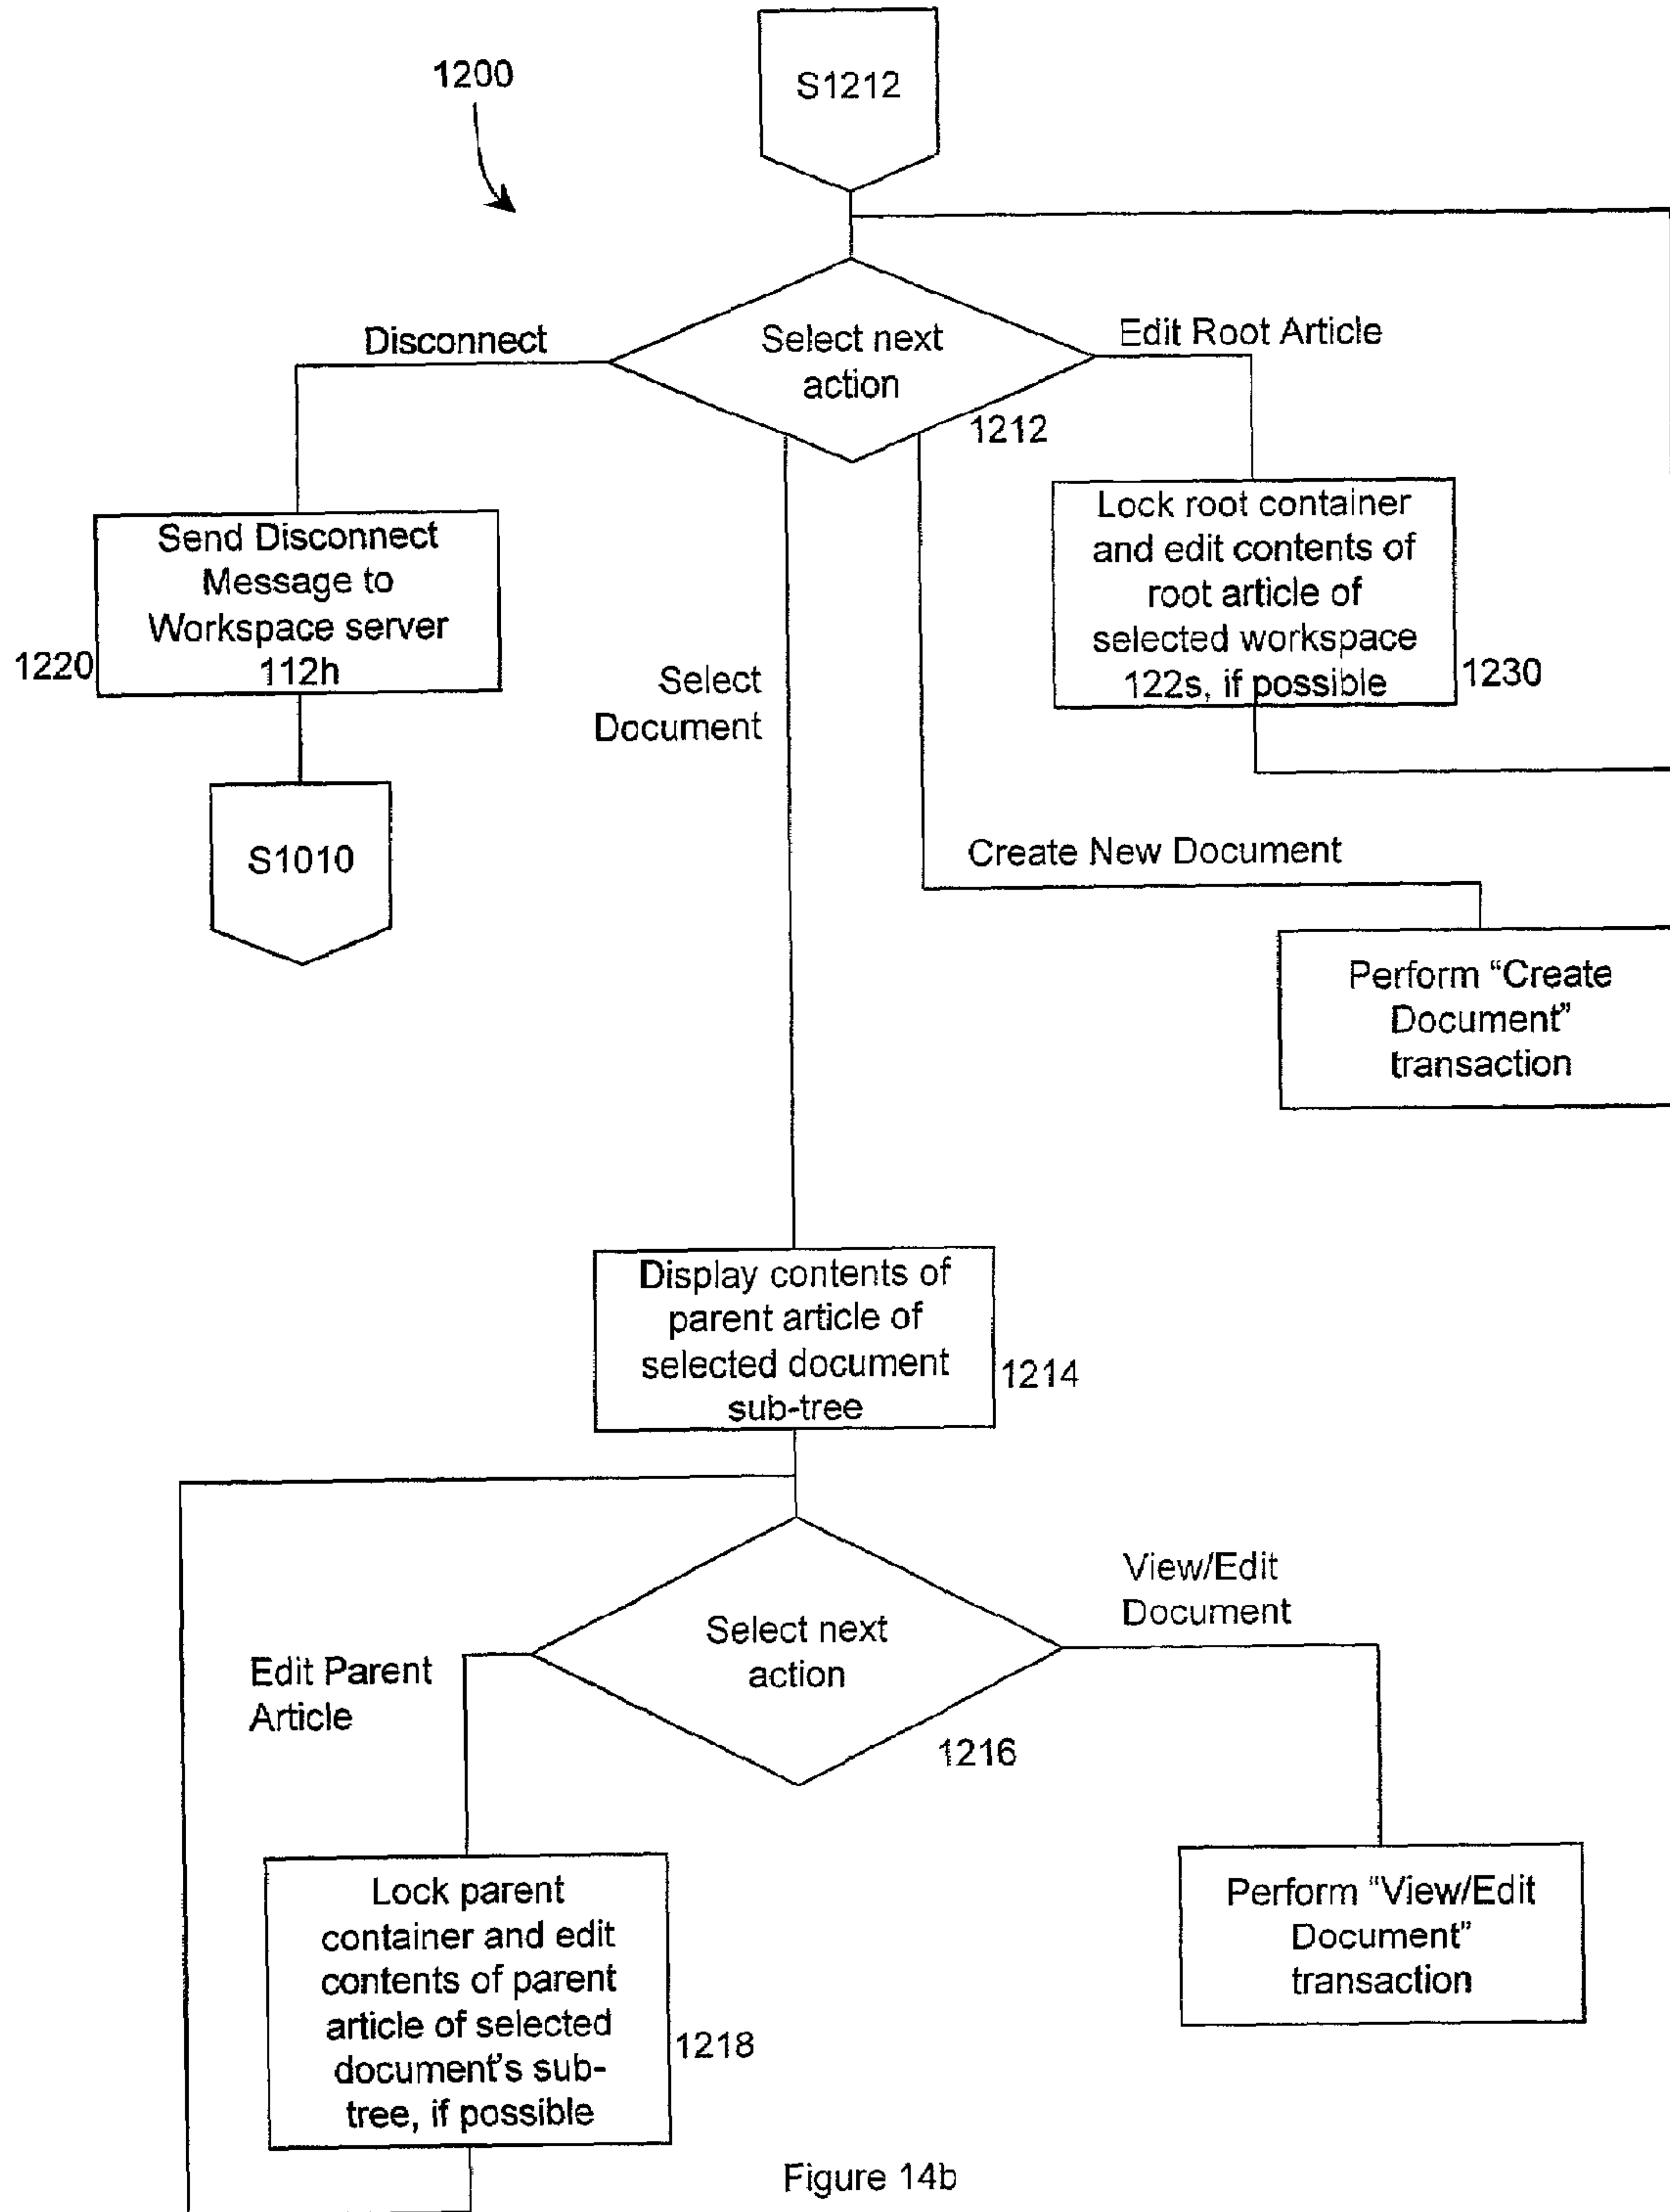 1200
S1212
Disconnect
Select next
action
Edit Root Article
1212
Send Disconnect
Message to
Workspace server
112h
1220
Lock root container
and edit contents of
root article of
selected workspace
122s, if possible
1230
Select
Document
S1010
Create New Document
Perform “Create
Document”
transaction
Display contents of
parent article of
selected document
sub-tree
1214
Select next
action
View/Edit
Document
Edit Parent
Article
1216
Lock parent
container and edit
contents of parent
article of selected
document's sub-
tree, if possible
1218
Perform “View/Edit
Document”
transaction
Figure 14b